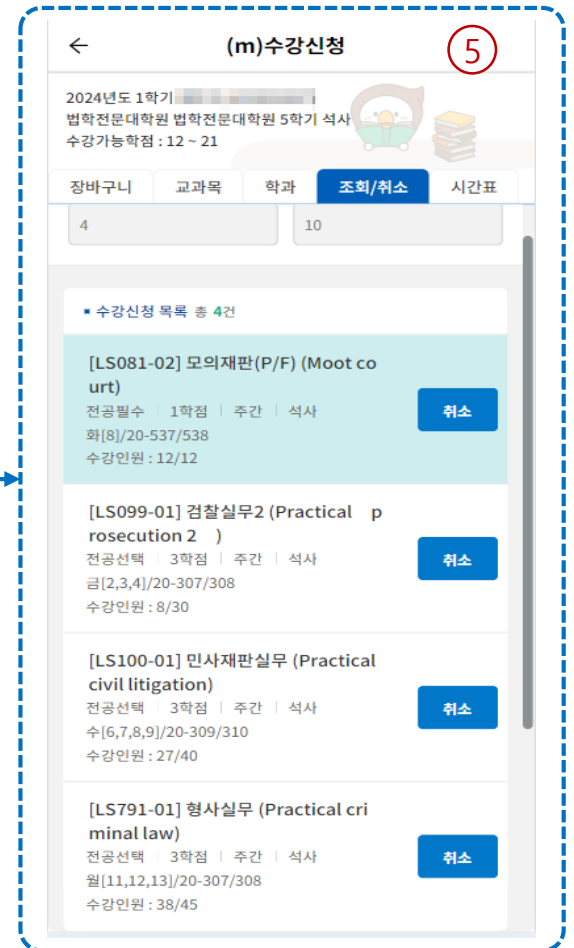 ← (m)수강신청
5
2024년도 1학기
법학전문대학원 법학전문대학원 5학기 석사
수강가능학점 : 12 ~ 21
장바구니 교과목 학과 조회/취소 시간표
4 10
▪ 수강신청 목록 총 4건
[LS081-02] 모의재판(P/F) (Moot co
urt)
전공필수 | 1학점 | 주간 | 석사
취소
화[8]/20-537/538
수강인원 : 12/12
[LS099-01] 검찰실무2 (Practical p
rosecution 2 )
전공선택 | 3학점 | 주간 | 석사
취소
금[2,3,4]/20-307/308
수강인원 : 8/30
[LS100-01] 민사재판실무 (Practical
civil litigation)
전공선택 | 3학점 | 주간 | 석사
취소
수[6,7,8,9]/20-309/310
수강인원 : 27/40
[LS791-01] 형사실무 (Practical cri
minal law)
전공선택 | 3학점 | 주간 | 석사
취소
월[11,12,13]/20-307/308
수강인원 : 38/45